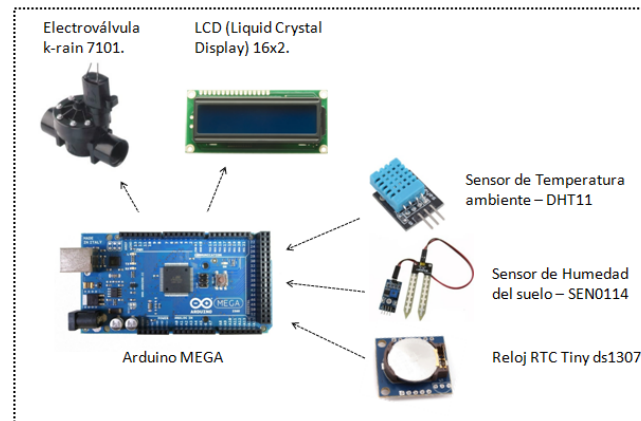 Electroválvula
k-rain 7101.
LCD (Liquid Crystal
Display) 16x2.
Sensor de Temperatura
ambiente – DHT11
Sensor de Humedad
del suelo – SEN0114
Reloj RTC Tiny ds1307
MEGA
Arduino MEGA